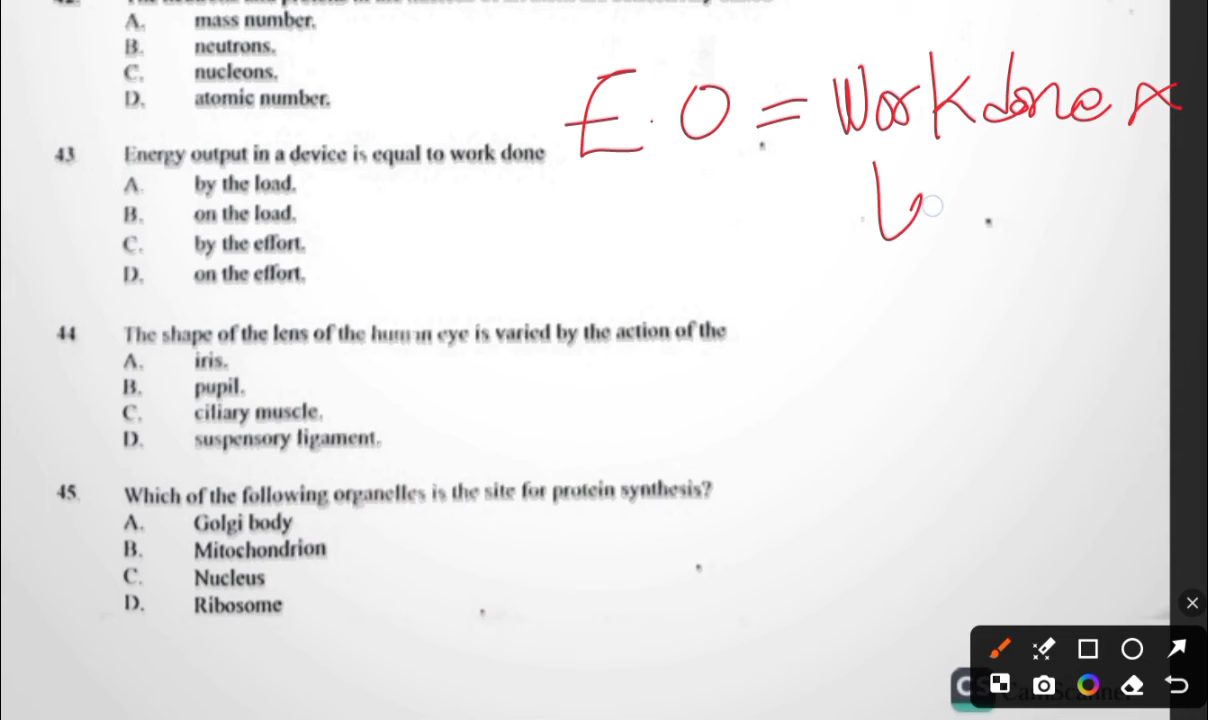 A. mass number.
B. neutrons.
C. nucleons.
D. atomic number.
E.O = Workdone x
L
43 Energy output in a device is equal to work done
A. by the load.
B. on the load.
C. by the effort.
D. on the effort.
44 The shape of the lens of the human eye is varied by the action of the
A. iris.
B. pupil.
C. ciliary muscle.
D. suspensory ligament.
45. Which of the following organelles is the site for protein synthesis?
A. Golgi body
B. Mitochondrion
C. Nucleus
D. Ribosome
CS CamScanner